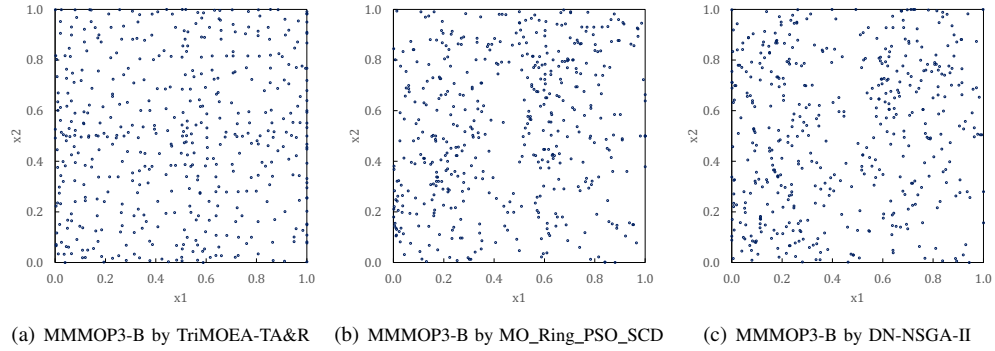 1.0
0.8
0.6
0.4
0.2
0.0
x2
0.0 0.2 0.4 0.6 0.8 1.0
x1
1.0
0.8
0.6
0.4
0.2
0.0
x2
0.0 0.2 0.4 0.6 0.8 1.0
x1
1.0
0.8
0.6
0.4
0.2
0.0
x2
0.0 0.2 0.4 0.6 0.8 1.0
x1
(a) MMMOP3-B by TriMOEA-TA&R
(b) MMMOP3-B by MO_Ring_PSO_SCD
(c) MMMOP3-B by DN-NSGA-II